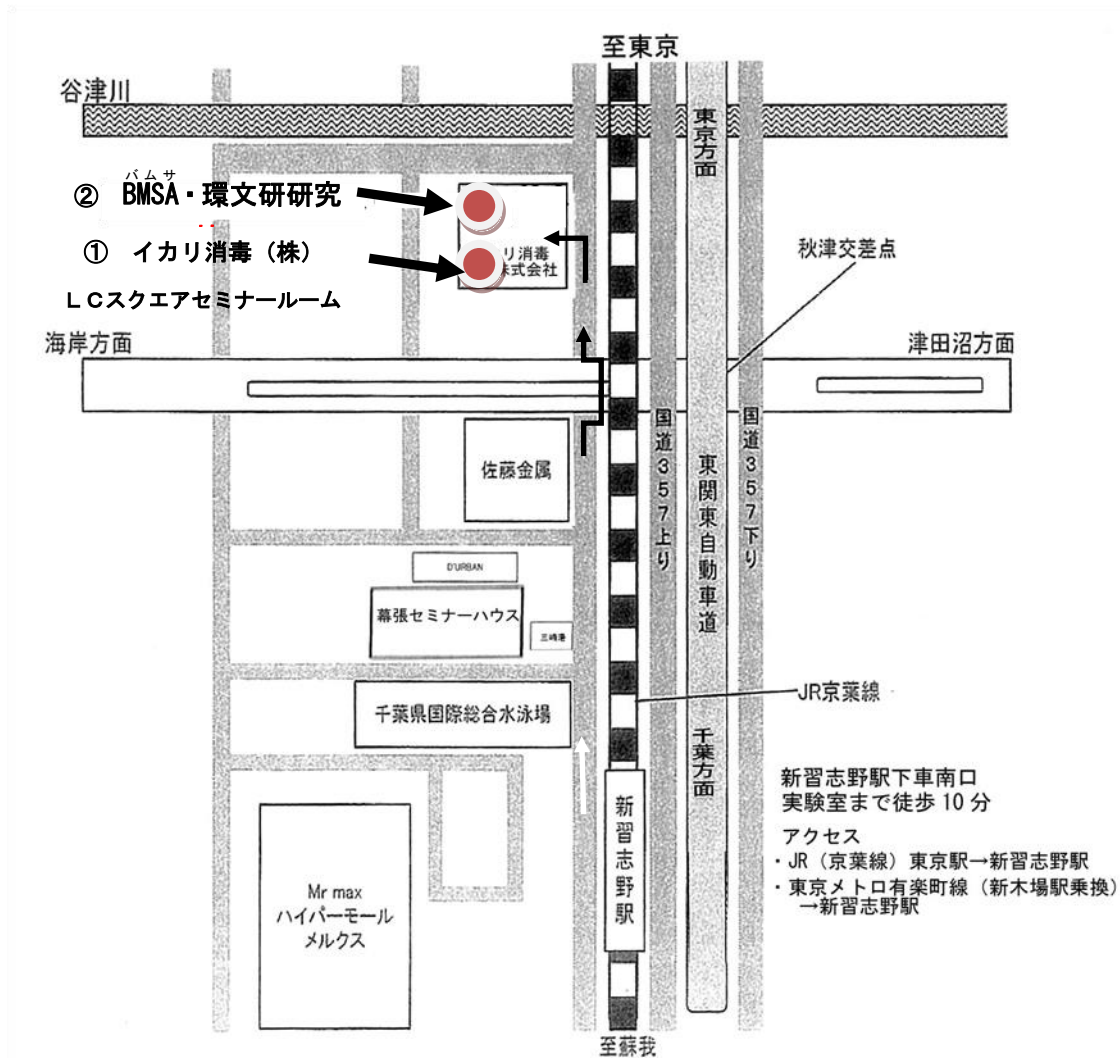 至東京
谷津川
東京方面
バムサ
② BMSA・環文研研究
① イカリ消毒（株）
ＬＣスクエアセミナールーム
リ消毒
株式会社
秋津交差点
海岸方面
津田沼方面
佐藤金属
国道３５７上り
東関東自動車道
国道３５７下り
D'URBAN
幕張セミナーハウス
三崎港
千葉県国際総合水泳場
JR京葉線
千葉方面
新習志野駅
新習志野駅下車南口
実験室まで徒歩 10 分
アクセス
・JR（京葉線）東京駅→新習志野駅
・東京メトロ有楽町線（新木場駅乗換）
→新習志野駅
Mr max
ハイパーモール
メルクス
至蘇我